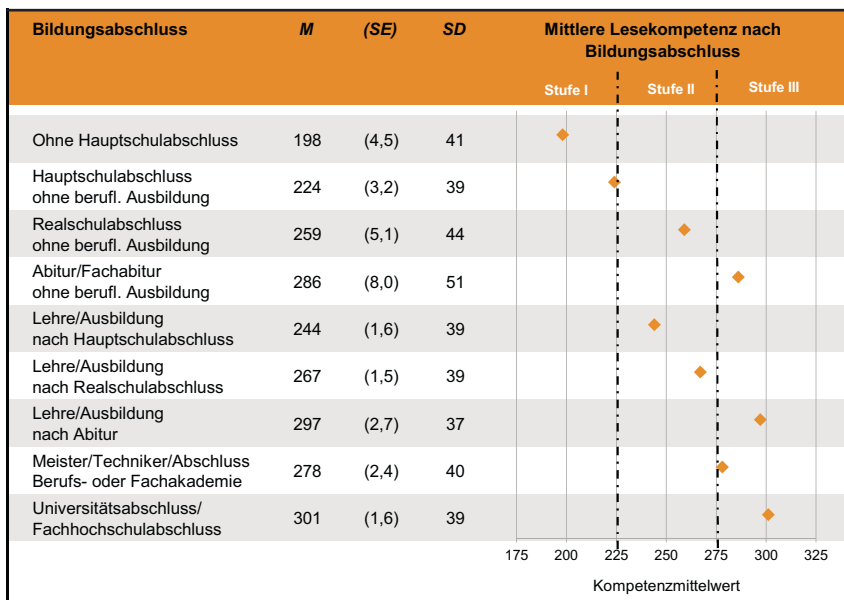 Bildungsabschluss M (SE) SD Mittlere Lesekompetenz nach
Bildungsabschluss
Stufe I Stufe II Stufe III
Ohne Hauptschulabschluss 198 (4,5) 41
Hauptschulabschluss
ohne berufl. Ausbildung 224 (3,2) 39
Realschulabschluss
ohne berufl. Ausbildung 259 (5,1) 44
Abitur/Fachabitur
ohne berufl. Ausbildung 286 (8,0) 51
Lehre/Ausbildung
nach Hauptschulabschluss 244 (1,6) 39
Lehre/Ausbildung
nach Realschulabschluss 267 (1,5) 39
Lehre/Ausbildung
nach Abitur 297 (2,7) 37
Meister/Techniker/Abschluss
Berufs- oder Fachakademie 278 (2,4) 40
Universitätsabschluss/
Fachhochschulabschluss 301 (1,6) 39
175 200 225 250 275 300 325
Kompetenzmittelwert